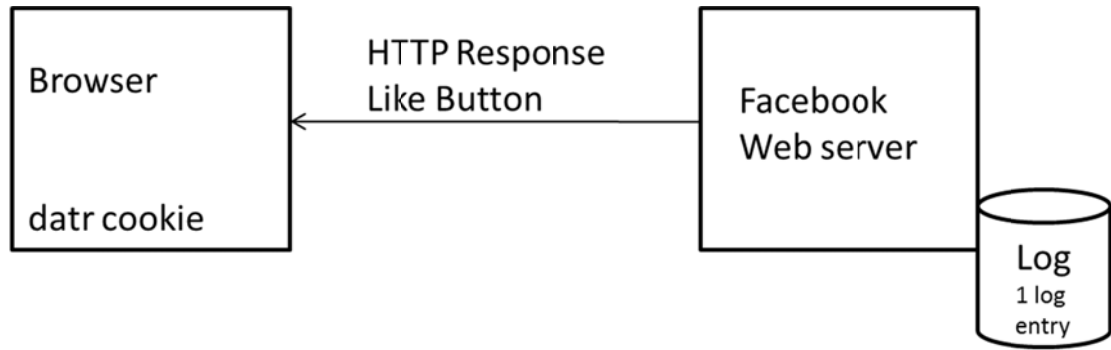 Browser
datr cookie
HTTP Response
Like Button
Facebook
Web server
Log
1 log
entry